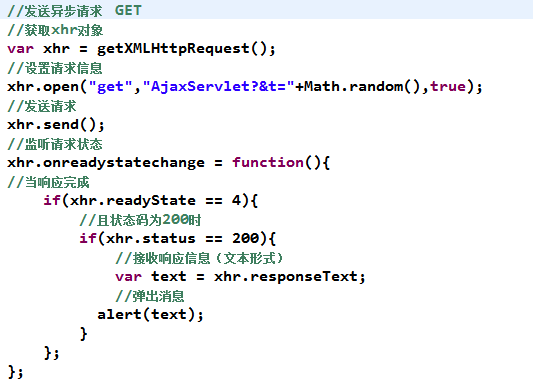 //发送异步请求 GET
//获取xhr对象
var xhr = getXMLHttpRequest();
//设置请求信息
xhr.open("get","AjaxServlet?&t="+Math.random(),true);
//发送请求
xhr.send();
//监听请求状态
xhr.onreadystatechange = function(){
//当响应完成
    if(xhr.readyState == 4){
        //且状态码为200时
        if(xhr.status == 200){
            //接收响应信息（文本形式）
            var text = xhr.responseText;
            //弹出消息
          alert(text);
        }
    };
};